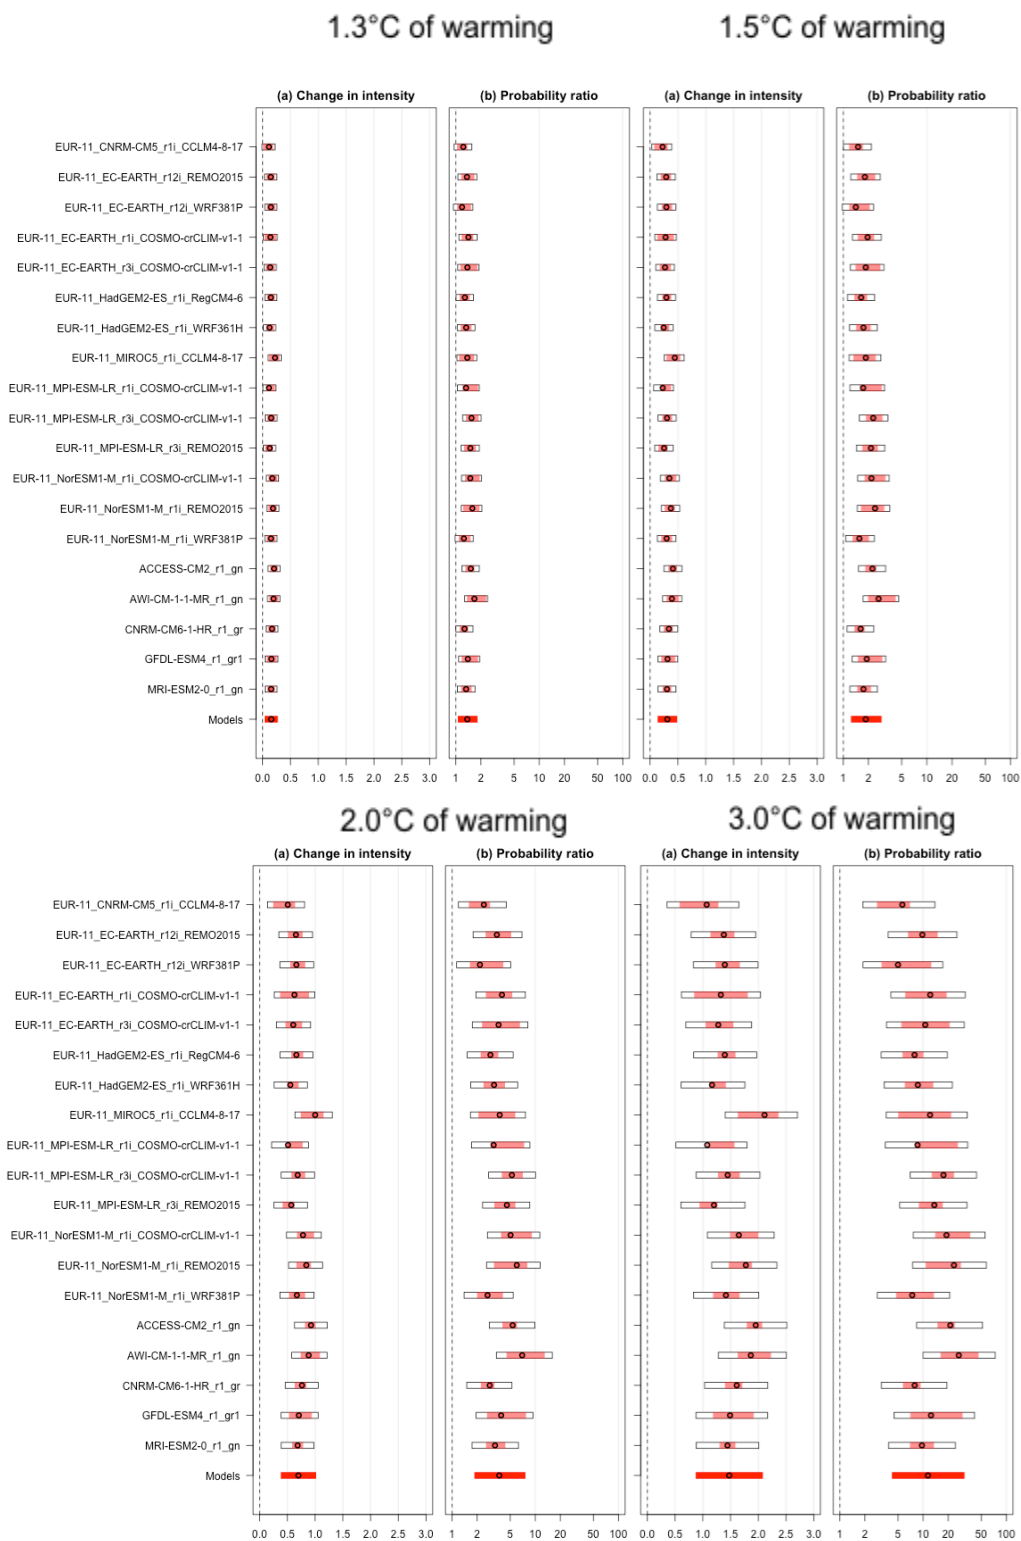 1.3°C of warming
1.5°C of warming
(a) Change in intensity
(b) Probability ratio
(a) Change in intensity
(b) Probability ratio
EUR-11_CNRM-CM5_r1i_CCLM4-8-17
EUR-11_EC-EARTH_r12i_REMO2015
EUR-11_EC-EARTH_r12i_WRF381P
EUR-11_EC-EARTH_r1i_COSMO-crCLIM-v1-1
EUR-11_EC-EARTH_r3i_COSMO-crCLIM-v1-1
EUR-11_HadGEM2-ES_r1i_RegCM4-6
EUR-11_HadGEM2-ES_r1i_WRF361H
EUR-11_MIROC5_r1i_CCLM4-8-17
EUR-11_MPI-ESM-LR_r1i_COSMO-crCLIM-v1-1
EUR-11_MPI-ESM-LR_r3i_COSMO-crCLIM-v1-1
EUR-11_MPI-ESM-LR_r3i_REMO2015
EUR-11_NorESM1-M_r1i_COSMO-crCLIM-v1-1
EUR-11_NorESM1-M_r1i_REMO2015
EUR-11_NorESM1-M_r1i_WRF381P
ACCESS-CM2_r1_gn
AWI-CM-1-1-MR_r1_gn
CNRM-CM6-1-HR_r1_gr
GFDL-ESM4_r1_gr1
MRI-ESM2-0_r1_gn
Models
0.0 0.5 1.0 1.5 2.0 2.5 3.0
1 2 5 10 20 50 100
0.0 0.5 1.0 1.5 2.0 2.5 3.0
1 2 5 10 20 50 100
2.0°C of warming
3.0°C of warming
(a) Change in intensity
(b) Probability ratio
(a) Change in intensity
(b) Probability ratio
EUR-11_CNRM-CM5_r1i_CCLM4-8-17
EUR-11_EC-EARTH_r12i_REMO2015
EUR-11_EC-EARTH_r12i_WRF381P
EUR-11_EC-EARTH_r1i_COSMO-crCLIM-v1-1
EUR-11_EC-EARTH_r3i_COSMO-crCLIM-v1-1
EUR-11_HadGEM2-ES_r1i_RegCM4-6
EUR-11_HadGEM2-ES_r1i_WRF361H
EUR-11_MIROC5_r1i_CCLM4-8-17
EUR-11_MPI-ESM-LR_r1i_COSMO-crCLIM-v1-1
EUR-11_MPI-ESM-LR_r3i_COSMO-crCLIM-v1-1
EUR-11_MPI-ESM-LR_r3i_REMO2015
EUR-11_NorESM1-M_r1i_COSMO-crCLIM-v1-1
EUR-11_NorESM1-M_r1i_REMO2015
EUR-11_NorESM1-M_r1i_WRF381P
ACCESS-CM2_r1_gn
AWI-CM-1-1-MR_r1_gn
CNRM-CM6-1-HR_r1_gr
GFDL-ESM4_r1_gr1
MRI-ESM2-0_r1_gn
Models
0.0 0.5 1.0 1.5 2.0 2.5 3.0
1 2 5 10 20 50 100
0.0 0.5 1.0 1.5 2.0 2.5 3.0
1 2 5 10 20 50 100